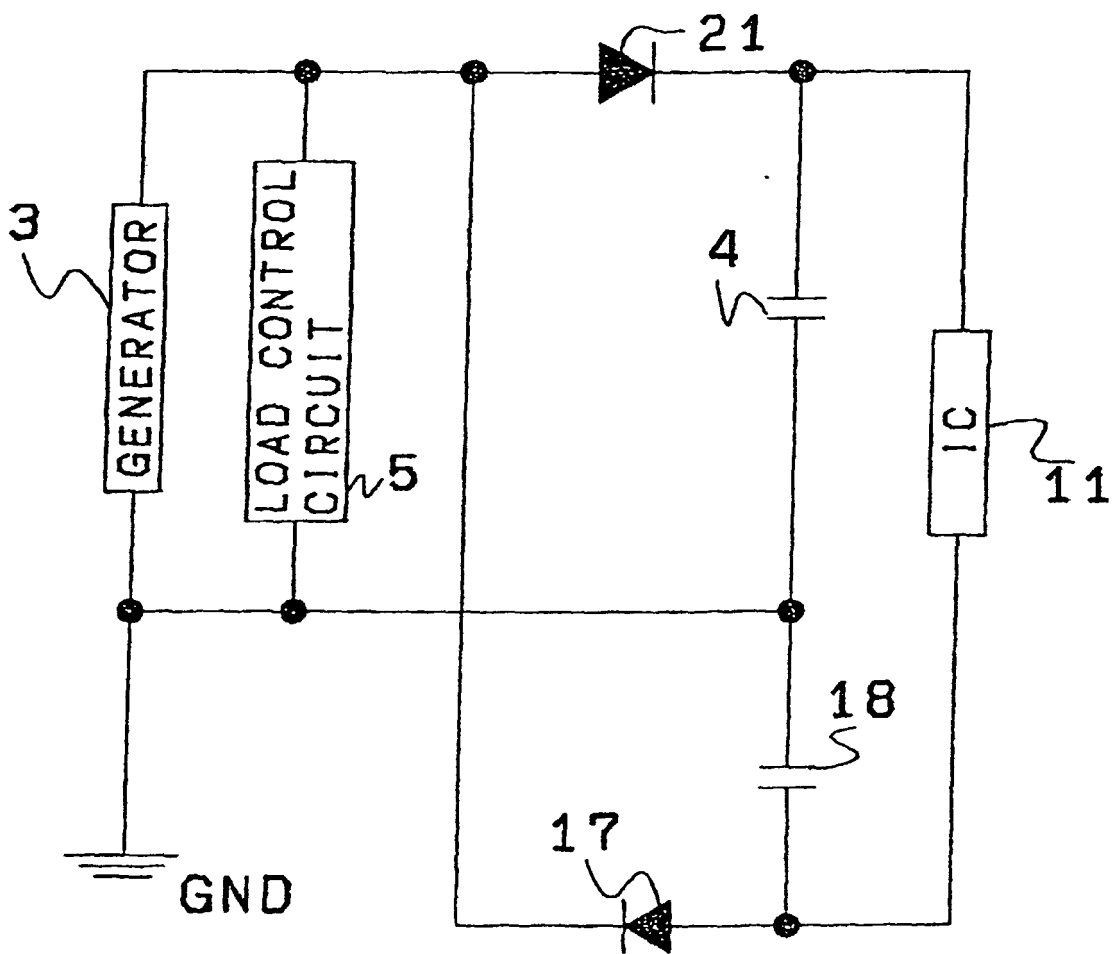 21
3
GENERATOR
LOAD CONTROL
CIRCUIT
5
4
IC
11
18
17
GND